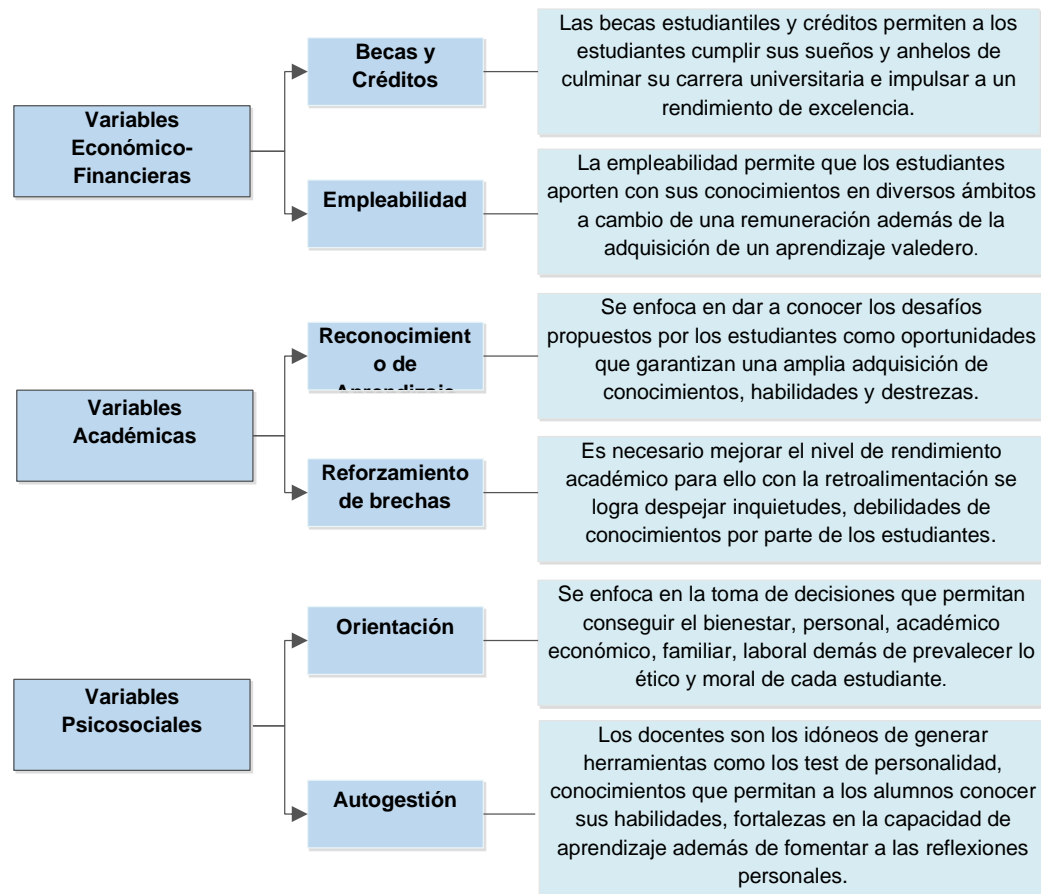 Variables
Económico-
Financieras
Becas y
Créditos
Las becas estudiantiles y créditos permiten a los
estudiantes cumplir sus sueños y anhelos de
culminar su carrera universitaria e impulsar a un
rendimiento de excelencia.
Empleabilidad
La empleabilidad permite que los estudiantes
aporten con sus conocimientos en diversos ámbitos
a cambio de una remuneración además de la
adquisición de un aprendizaje valedero.
Variables
Académicas
Reconocimient
o de
Aprendizaje
Se enfoca en dar a conocer los desafíos
propuestos por los estudiantes como oportunidades
que garantizan una amplia adquisición de
conocimientos, habilidades y destrezas.
Reforzamiento
de brechas
Es necesario mejorar el nivel de rendimiento
académico para ello con la retroalimentación se
logra despejar inquietudes, debilidades de
conocimientos por parte de los estudiantes.
Variables
Psicosociales
Orientación
Se enfoca en la toma de decisiones que permitan
conseguir el bienestar, personal, académico
económico, familiar, laboral demás de prevalecer lo
ético y moral de cada estudiante.
Autogestión
Los docentes son los idóneos de generar
herramientas como los test de personalidad,
conocimientos que permitan a los alumnos conocer
sus habilidades, fortalezas en la capacidad de
aprendizaje además de fomentar a las reflexiones
personales.